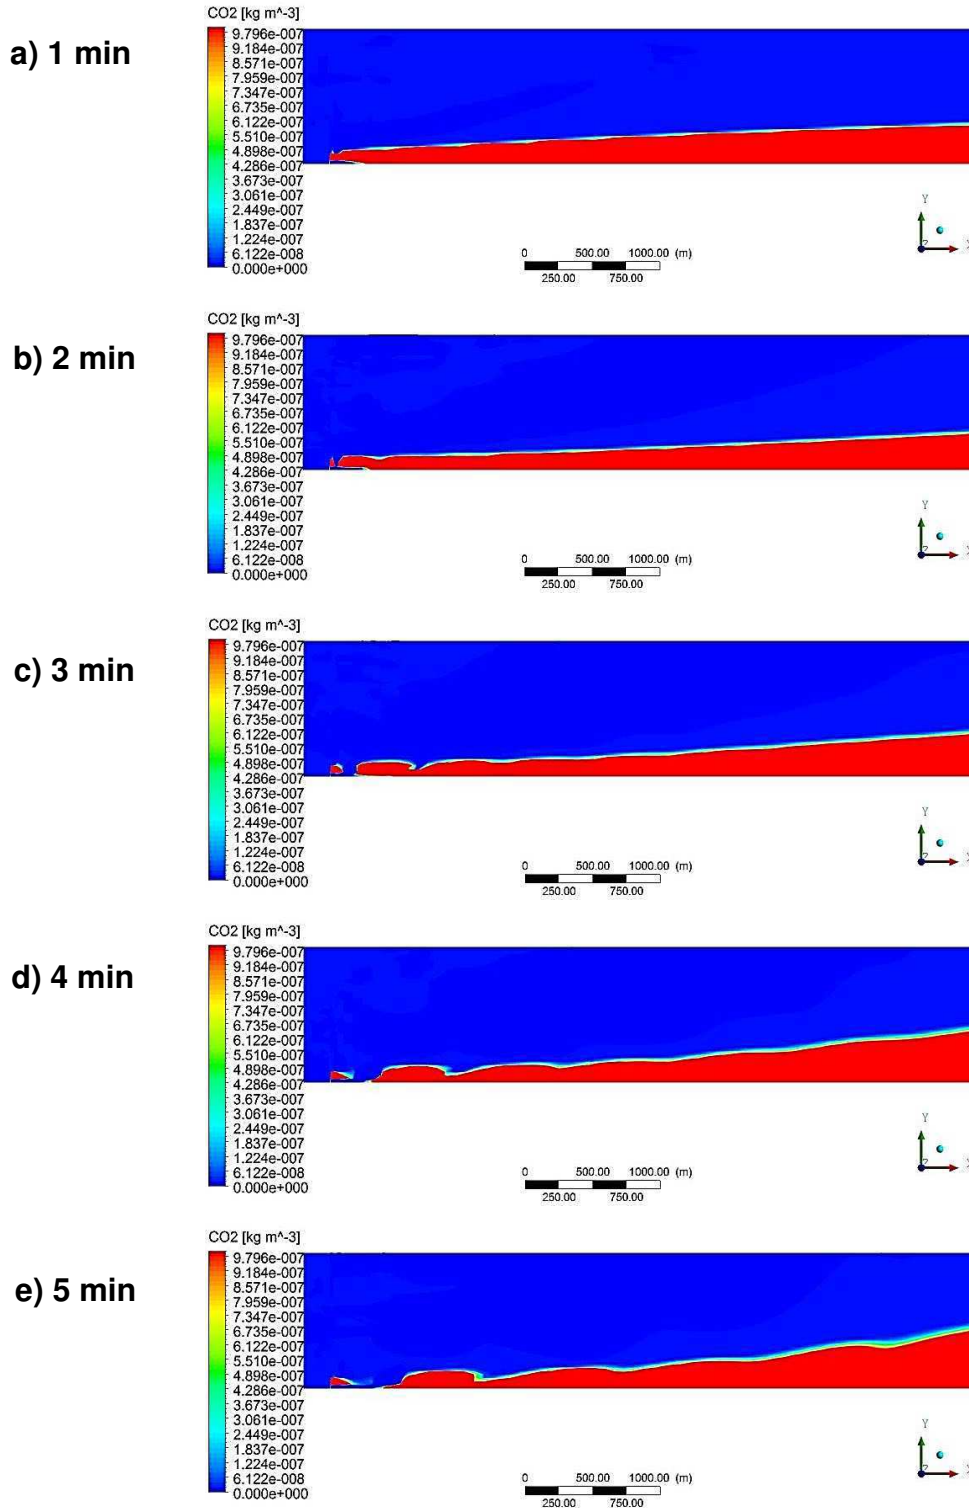 CO2 [kg m^-3]
a) 1 min
9.796e-007
9.184e-007
8.571e-007
7.959e-007
7.347e-007
6.735e-007
6.122e-007
5.510e-007
4.898e-007
4.286e-007
3.673e-007
3.061e-007
2.449e-007
1.837e-007
1.224e-007
6.122e-008
0.000e+000
0 500.00 1000.00 (m)
250.00 750.00
Y
Z X
CO2 [kg m^-3]
b) 2 min
9.796e-007
9.184e-007
8.571e-007
7.959e-007
7.347e-007
6.735e-007
6.122e-007
5.510e-007
4.898e-007
4.286e-007
3.673e-007
3.061e-007
2.449e-007
1.837e-007
1.224e-007
6.122e-008
0.000e+000
0 500.00 1000.00 (m)
250.00 750.00
Y
Z X
CO2 [kg m^-3]
c) 3 min
9.796e-007
9.184e-007
8.571e-007
7.959e-007
7.347e-007
6.735e-007
6.122e-007
5.510e-007
4.898e-007
4.286e-007
3.673e-007
3.061e-007
2.449e-007
1.837e-007
1.224e-007
6.122e-008
0.000e+000
0 500.00 1000.00 (m)
250.00 750.00
Y
Z X
CO2 [kg m^-3]
d) 4 min
9.796e-007
9.184e-007
8.571e-007
7.959e-007
7.347e-007
6.735e-007
6.122e-007
5.510e-007
4.898e-007
4.286e-007
3.673e-007
3.061e-007
2.449e-007
1.837e-007
1.224e-007
6.122e-008
0.000e+000
0 500.00 1000.00 (m)
250.00 750.00
Y
Z X
CO2 [kg m^-3]
e) 5 min
9.796e-007
9.184e-007
8.571e-007
7.959e-007
7.347e-007
6.735e-007
6.122e-007
5.510e-007
4.898e-007
4.286e-007
3.673e-007
3.061e-007
2.449e-007
1.837e-007
1.224e-007
6.122e-008
0.000e+000
0 500.00 1000.00 (m)
250.00 750.00
Y
Z X